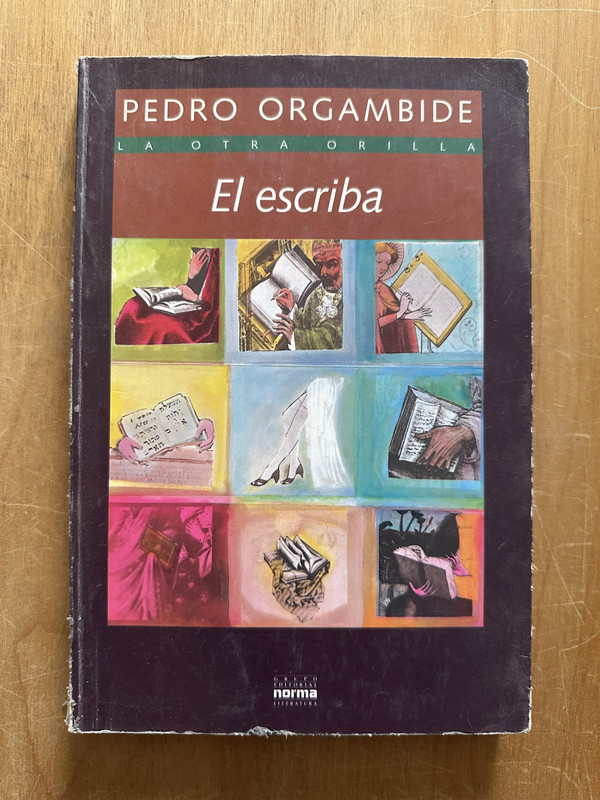 PEDRO ORGAMBIDE
LA OTRA ORILLA
El escriba
GRUPO
EDITORIAL
norma
LITERATURA